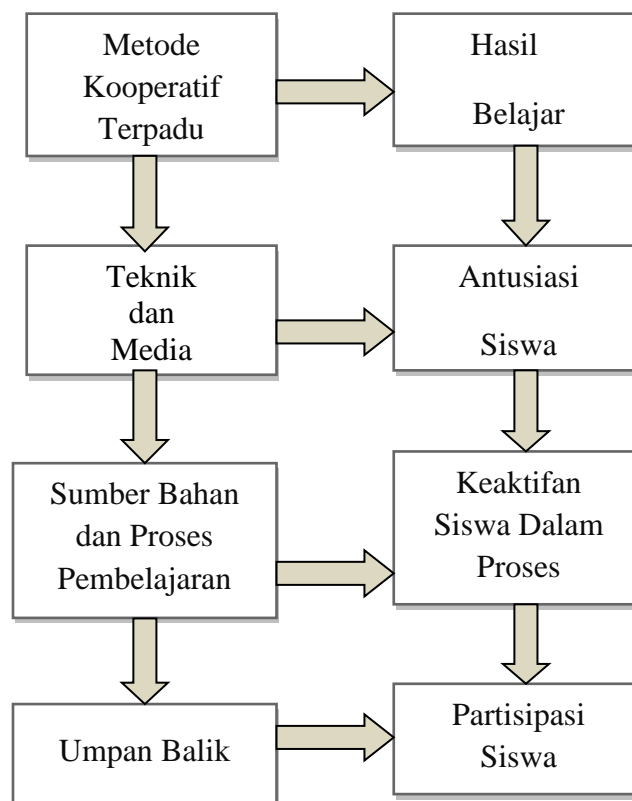 Metode
Kooperatif
Terpadu
Hasil
Belajar
Teknik
dan
Media
Antusiasi
Siswa
Sumber Bahan
dan Proses
Pembelajaran
Keaktifan
Siswa Dalam
Proses
Umpan Balik
Partisipasi
Siswa